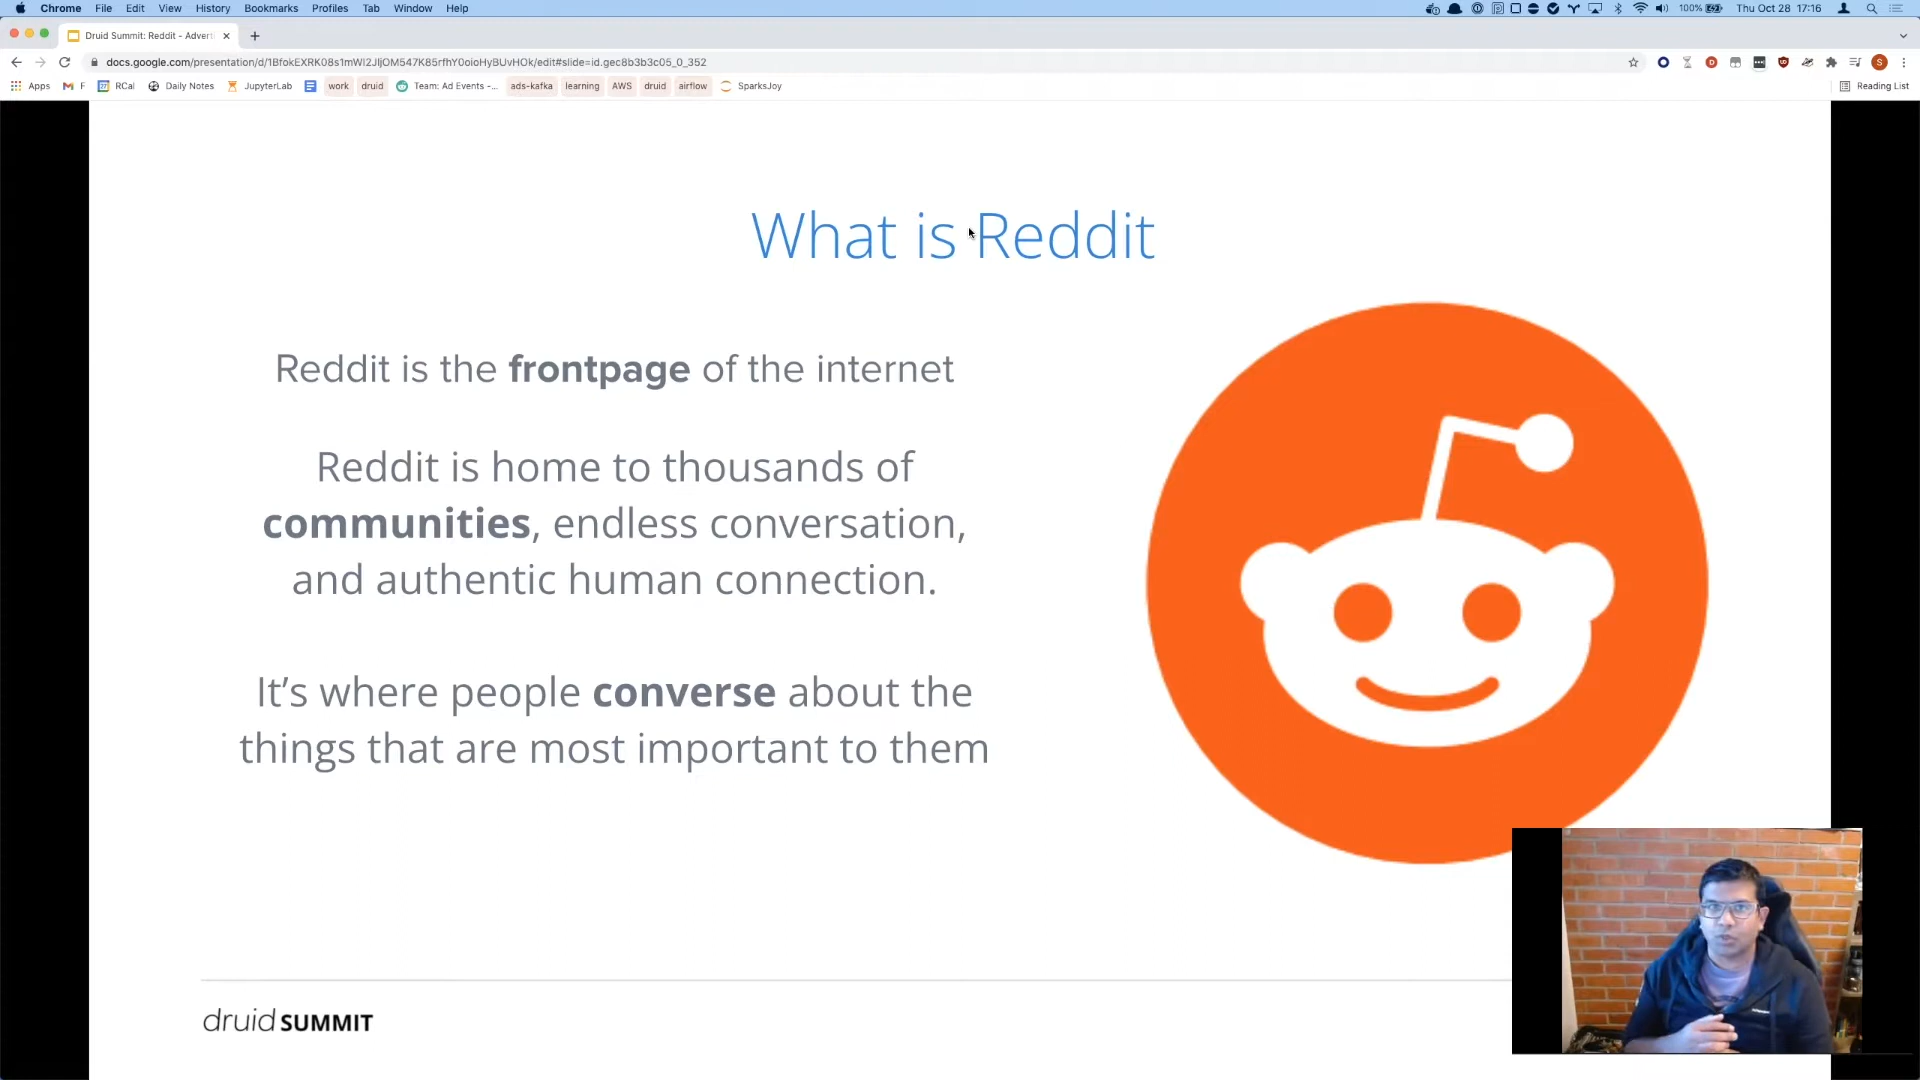 Chrome File Edit View History Bookmarks Profiles Tab Window Help 100% Thu Oct 28 17:16
Druid Summit: Reddit - Advert
docs.google.com/presentation/d/1BfokEXRK08s1mWI2JljOM547K85rfhY0oioHyBUvHOk/edit#slide=id.gec8b3b3c05_0_352
Apps F RCal Daily Notes JupyterLab work druid Team: Ad Events -... ads-kafka learning AWS druid airflow SparksJoy Reading List
What is Reddit
Reddit is the frontpage of the internet
Reddit is home to thousands of
communities, endless conversation,
and authentic human connection.
It’s where people converse about the
things that are most important to them
druid SUMMIT